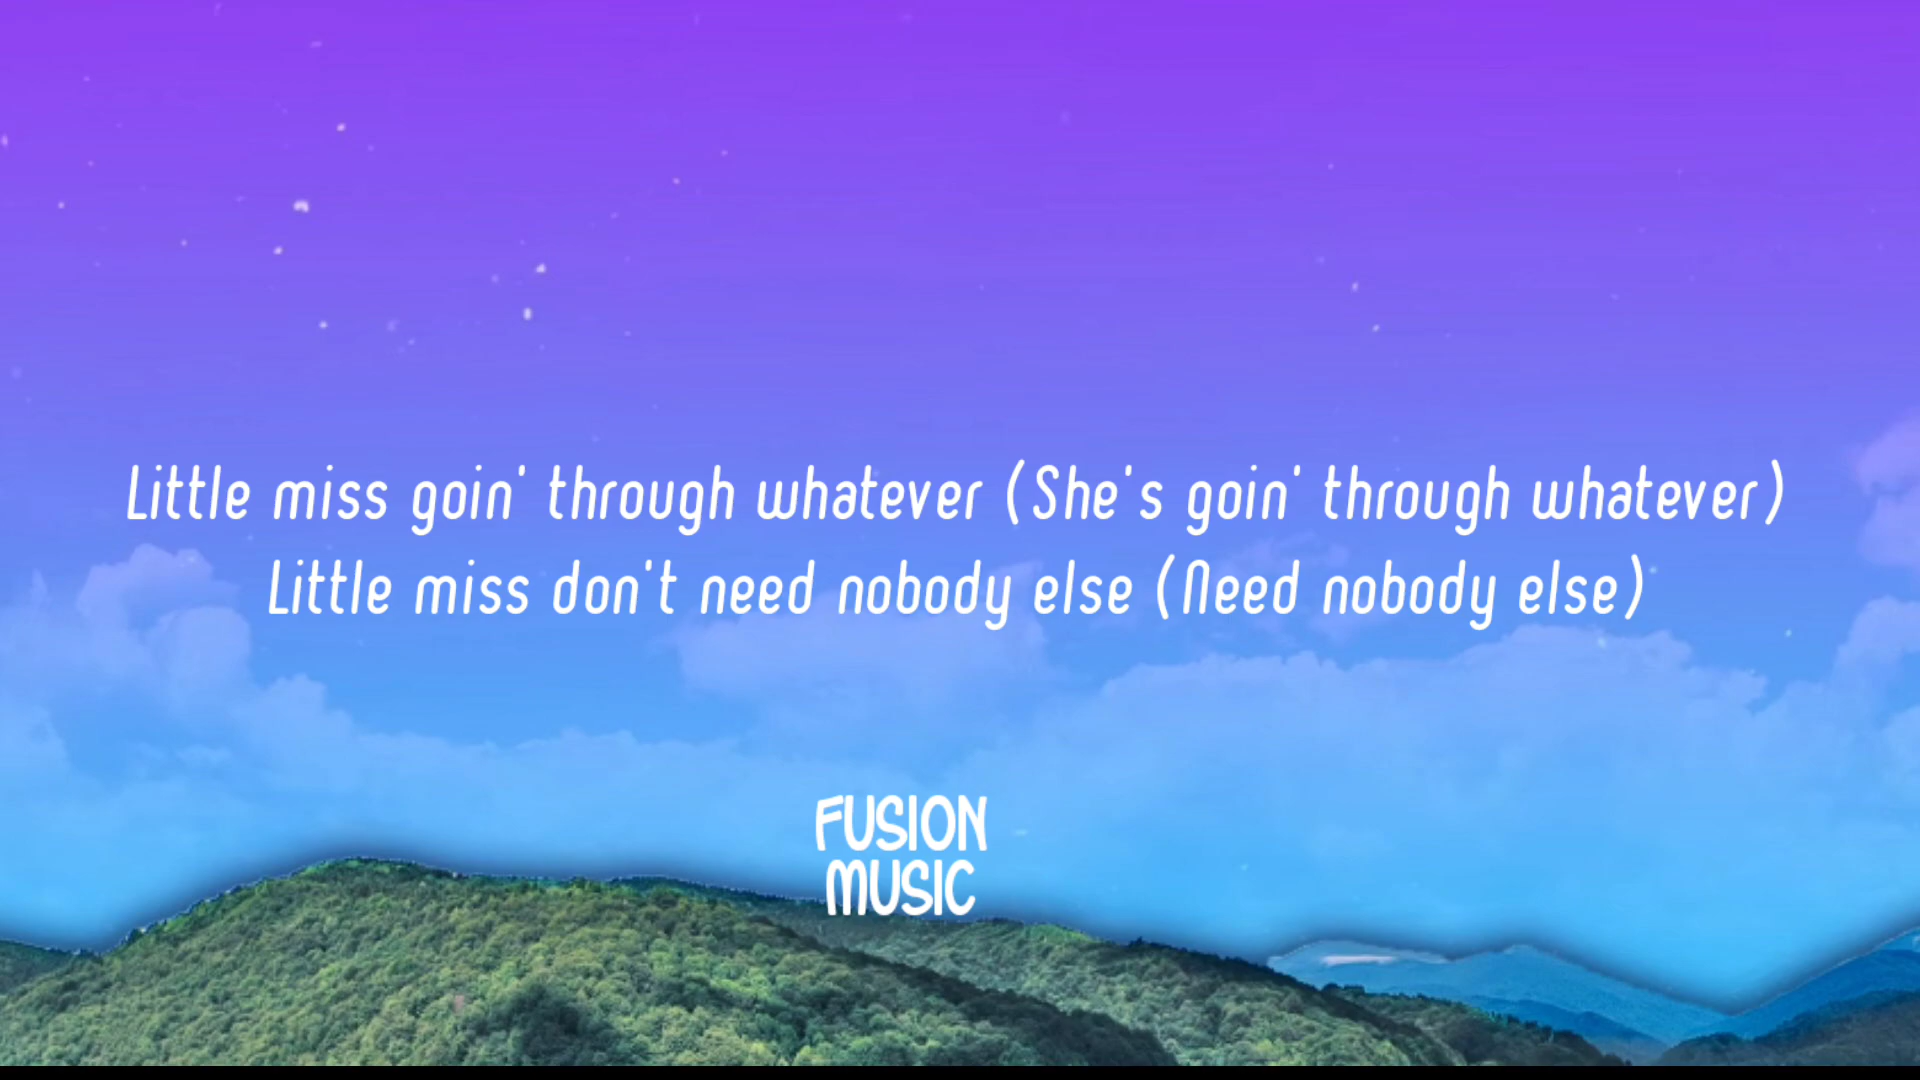 Little miss goin' through whatever (She's goin' through whatever)
Little miss don't need nobody else (Need nobody else)
FUSION
MUSIC